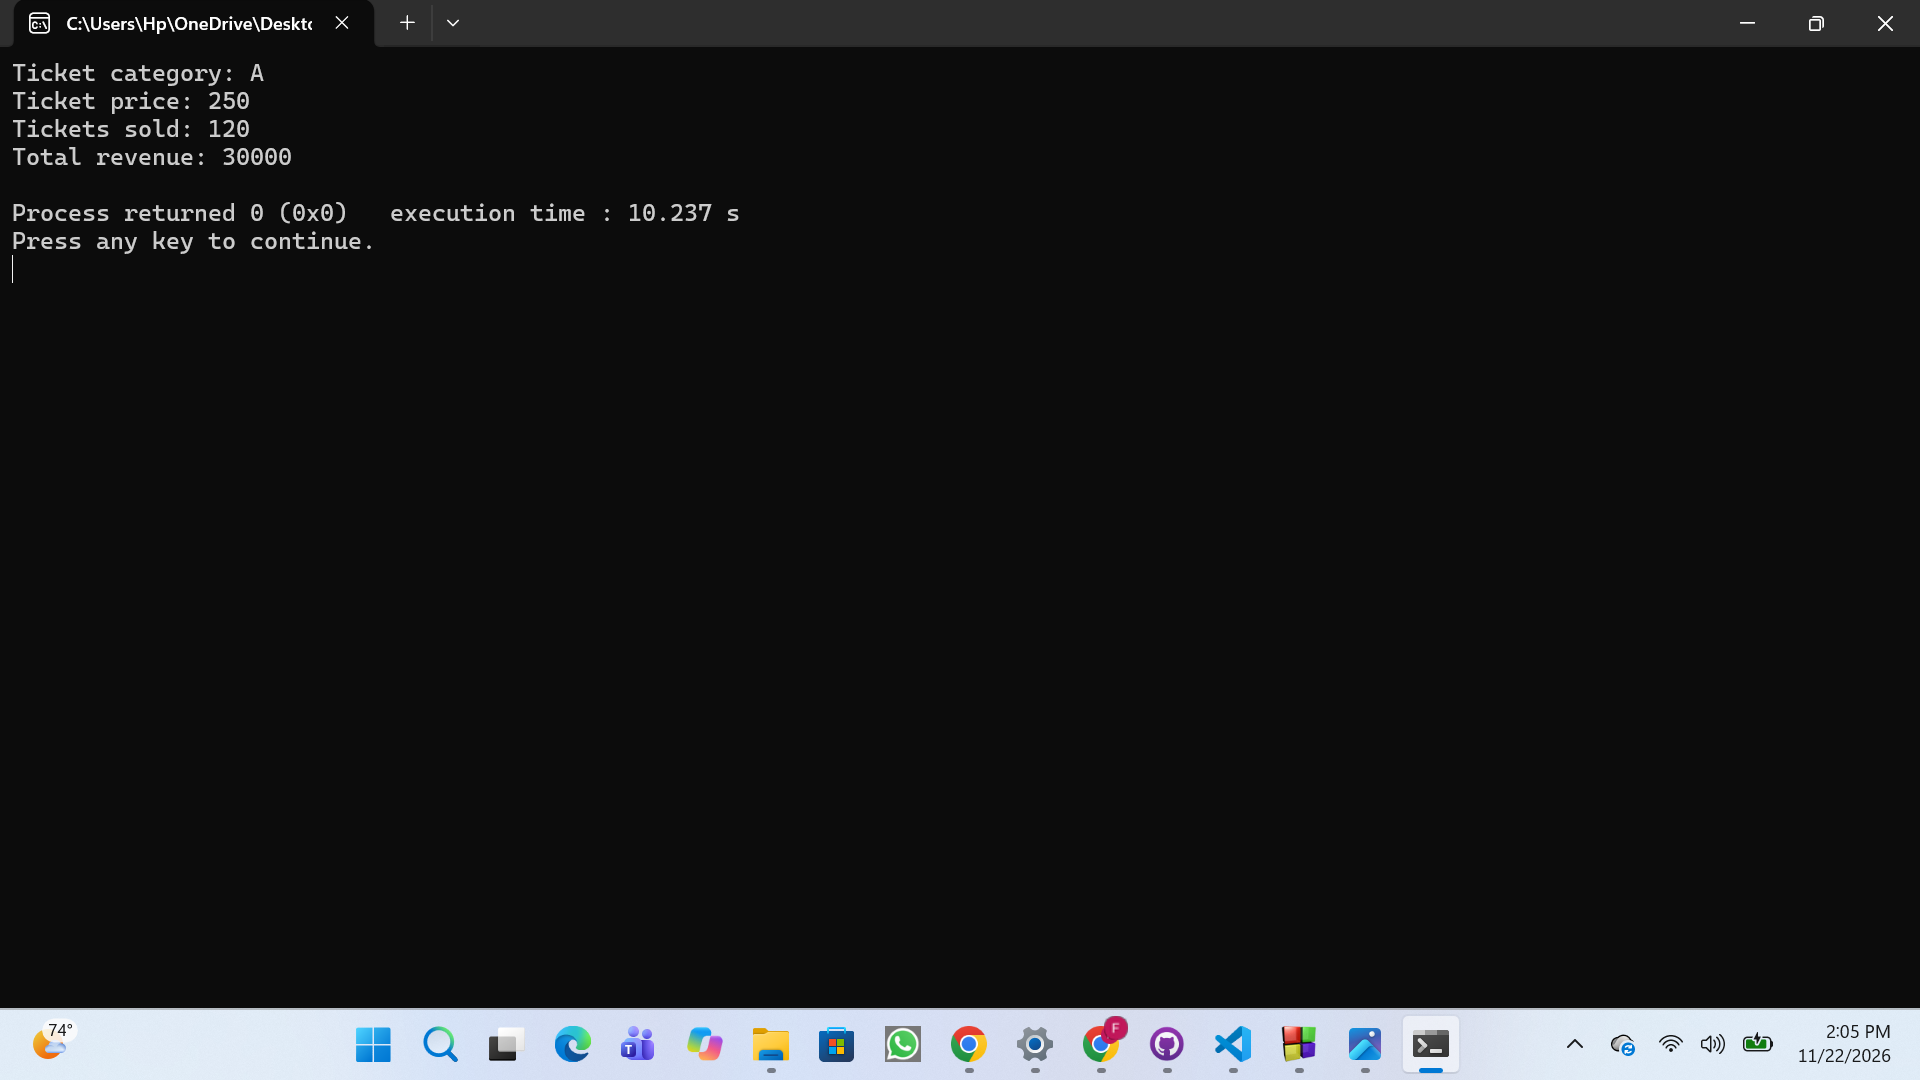 C:\Users\Hp\OneDrive\Deskto
Ticket category: A
Ticket price: 250
Tickets sold: 120
Total revenue: 30000
Process returned 0 (0x0)   execution time : 10.237 s
Press any key to continue.
74°
F
2:05 PM
11/22/2026